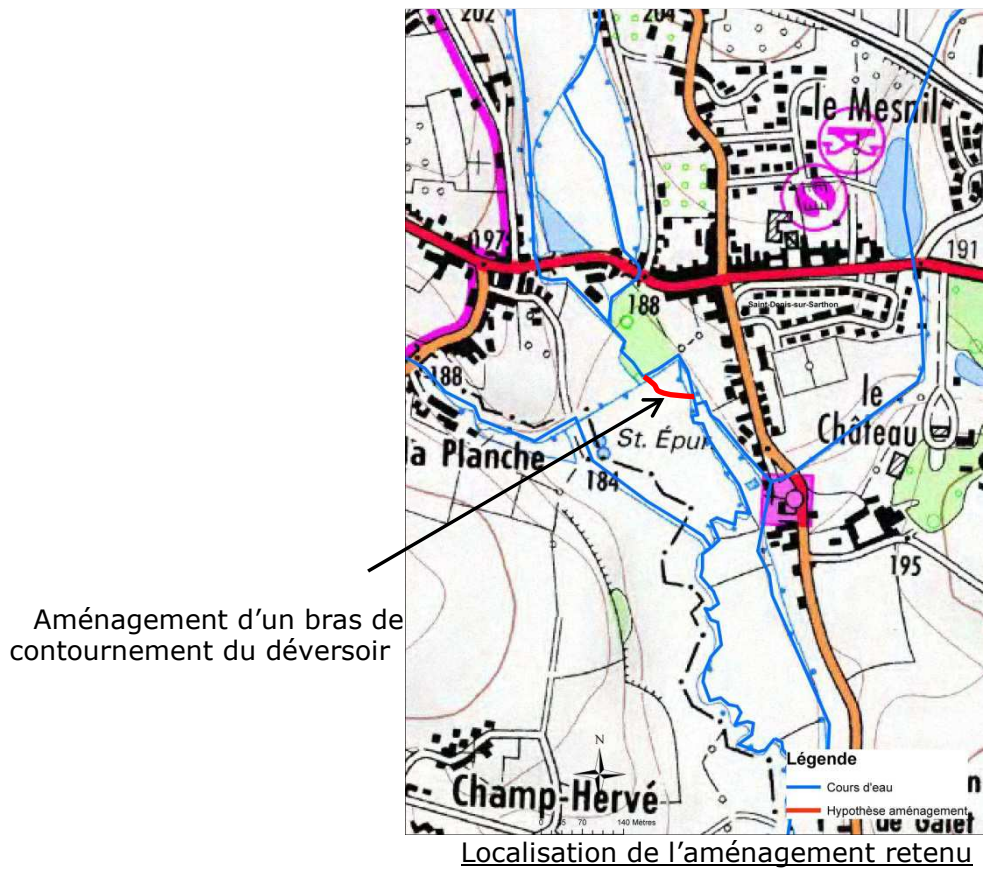 202
204
le Mesnil
197
191
188
Saint-Denis-sur-Sarthon
188
le
Château
la Planche
St. Épur.
184
195
Aménagement d'un bras de
contournement du déversoir
N
Légende
Cours d'eau
Hypothèse aménagement
Champ-Hervé
0 35 70 140 Mètres
de Galet
Localisation de l'aménagement retenu